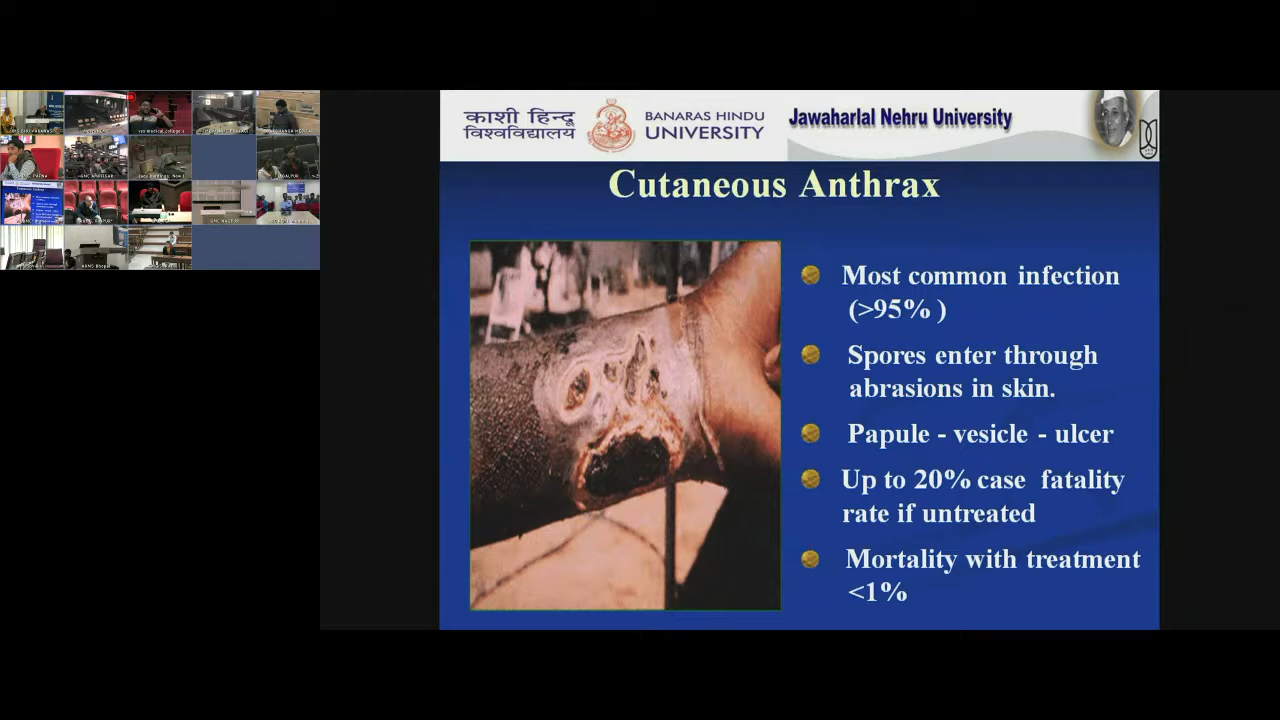 काशी हिन्दू
विश्वविद्यालय
BANARAS HINDU
UNIVERSITY
Jawaharlal Nehru University
Cutaneous Anthrax
Most common infection
(>95% )
Spores enter through
abrasions in skin.
Papule - vesicle - ulcer
Up to 20% case fatality
rate if untreated
Mortality with treatment
<1%